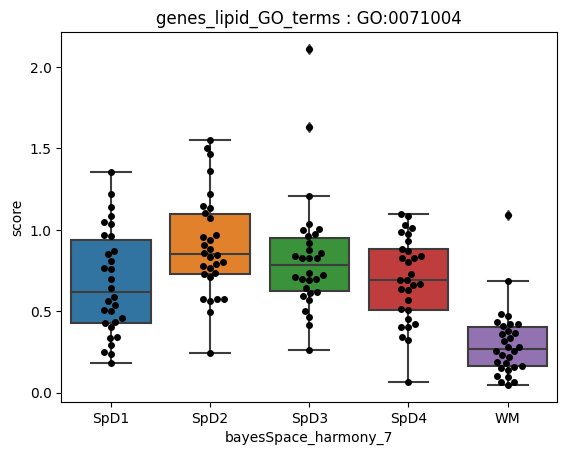 genes_lipid_GO_terms : GO:0071004
2.0
1.5
1.0
0.5
0.0
score
SpD1 SpD2 SpD3 SpD4 WM
bayesSpace_harmony_7